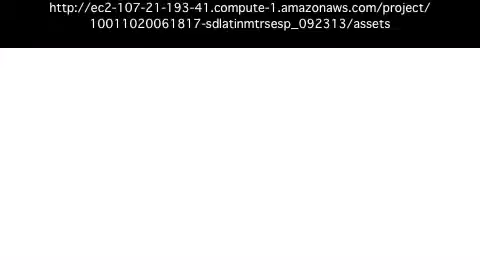 http://ec2-107-21-193-41.compute-1.amazonaws.com/project/
10011020061817-sdlatinmtrsesp_092313/assets